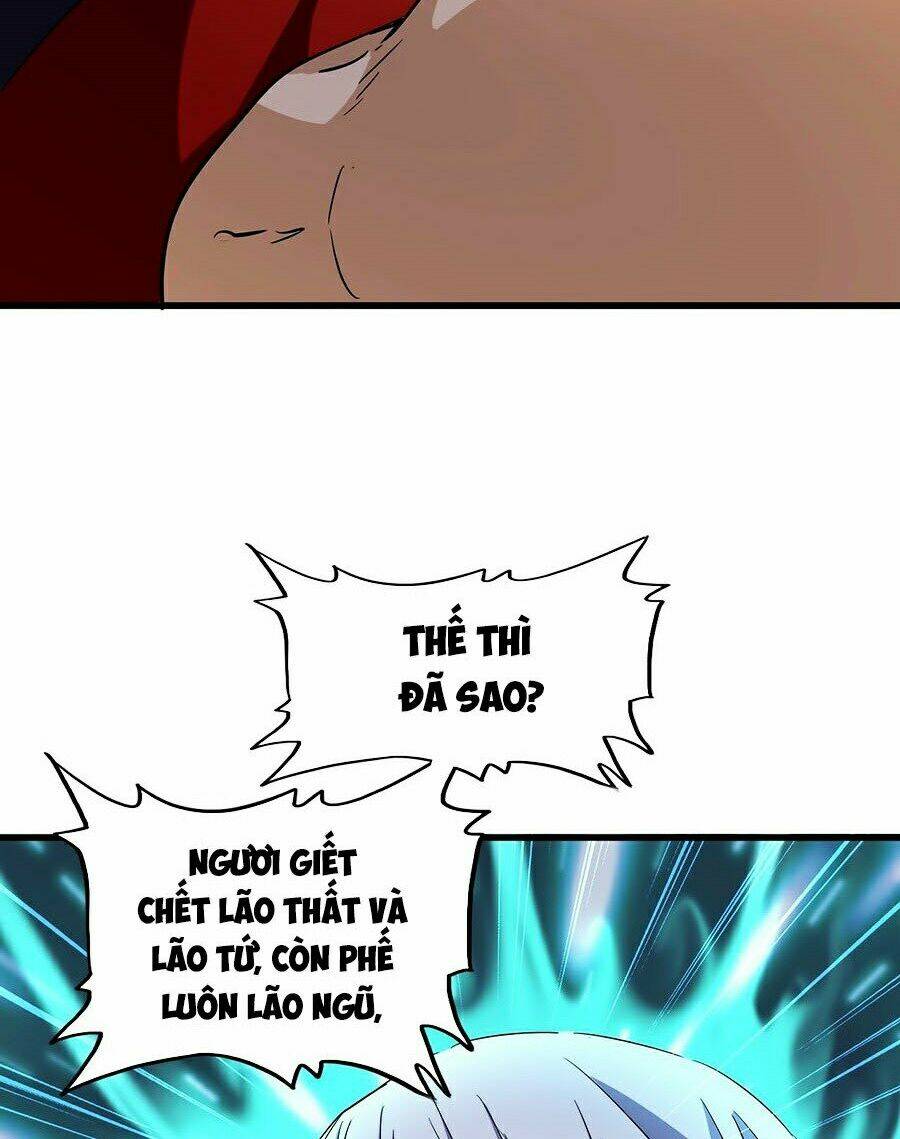 THẾ THÌ
ĐÃ SAO?
NGƯƠI GIẾT
CHẾT LÃO THẤT VÀ
LÃO TỨ, CÒN PHẾ
LUÔN LÃO NGŨ,